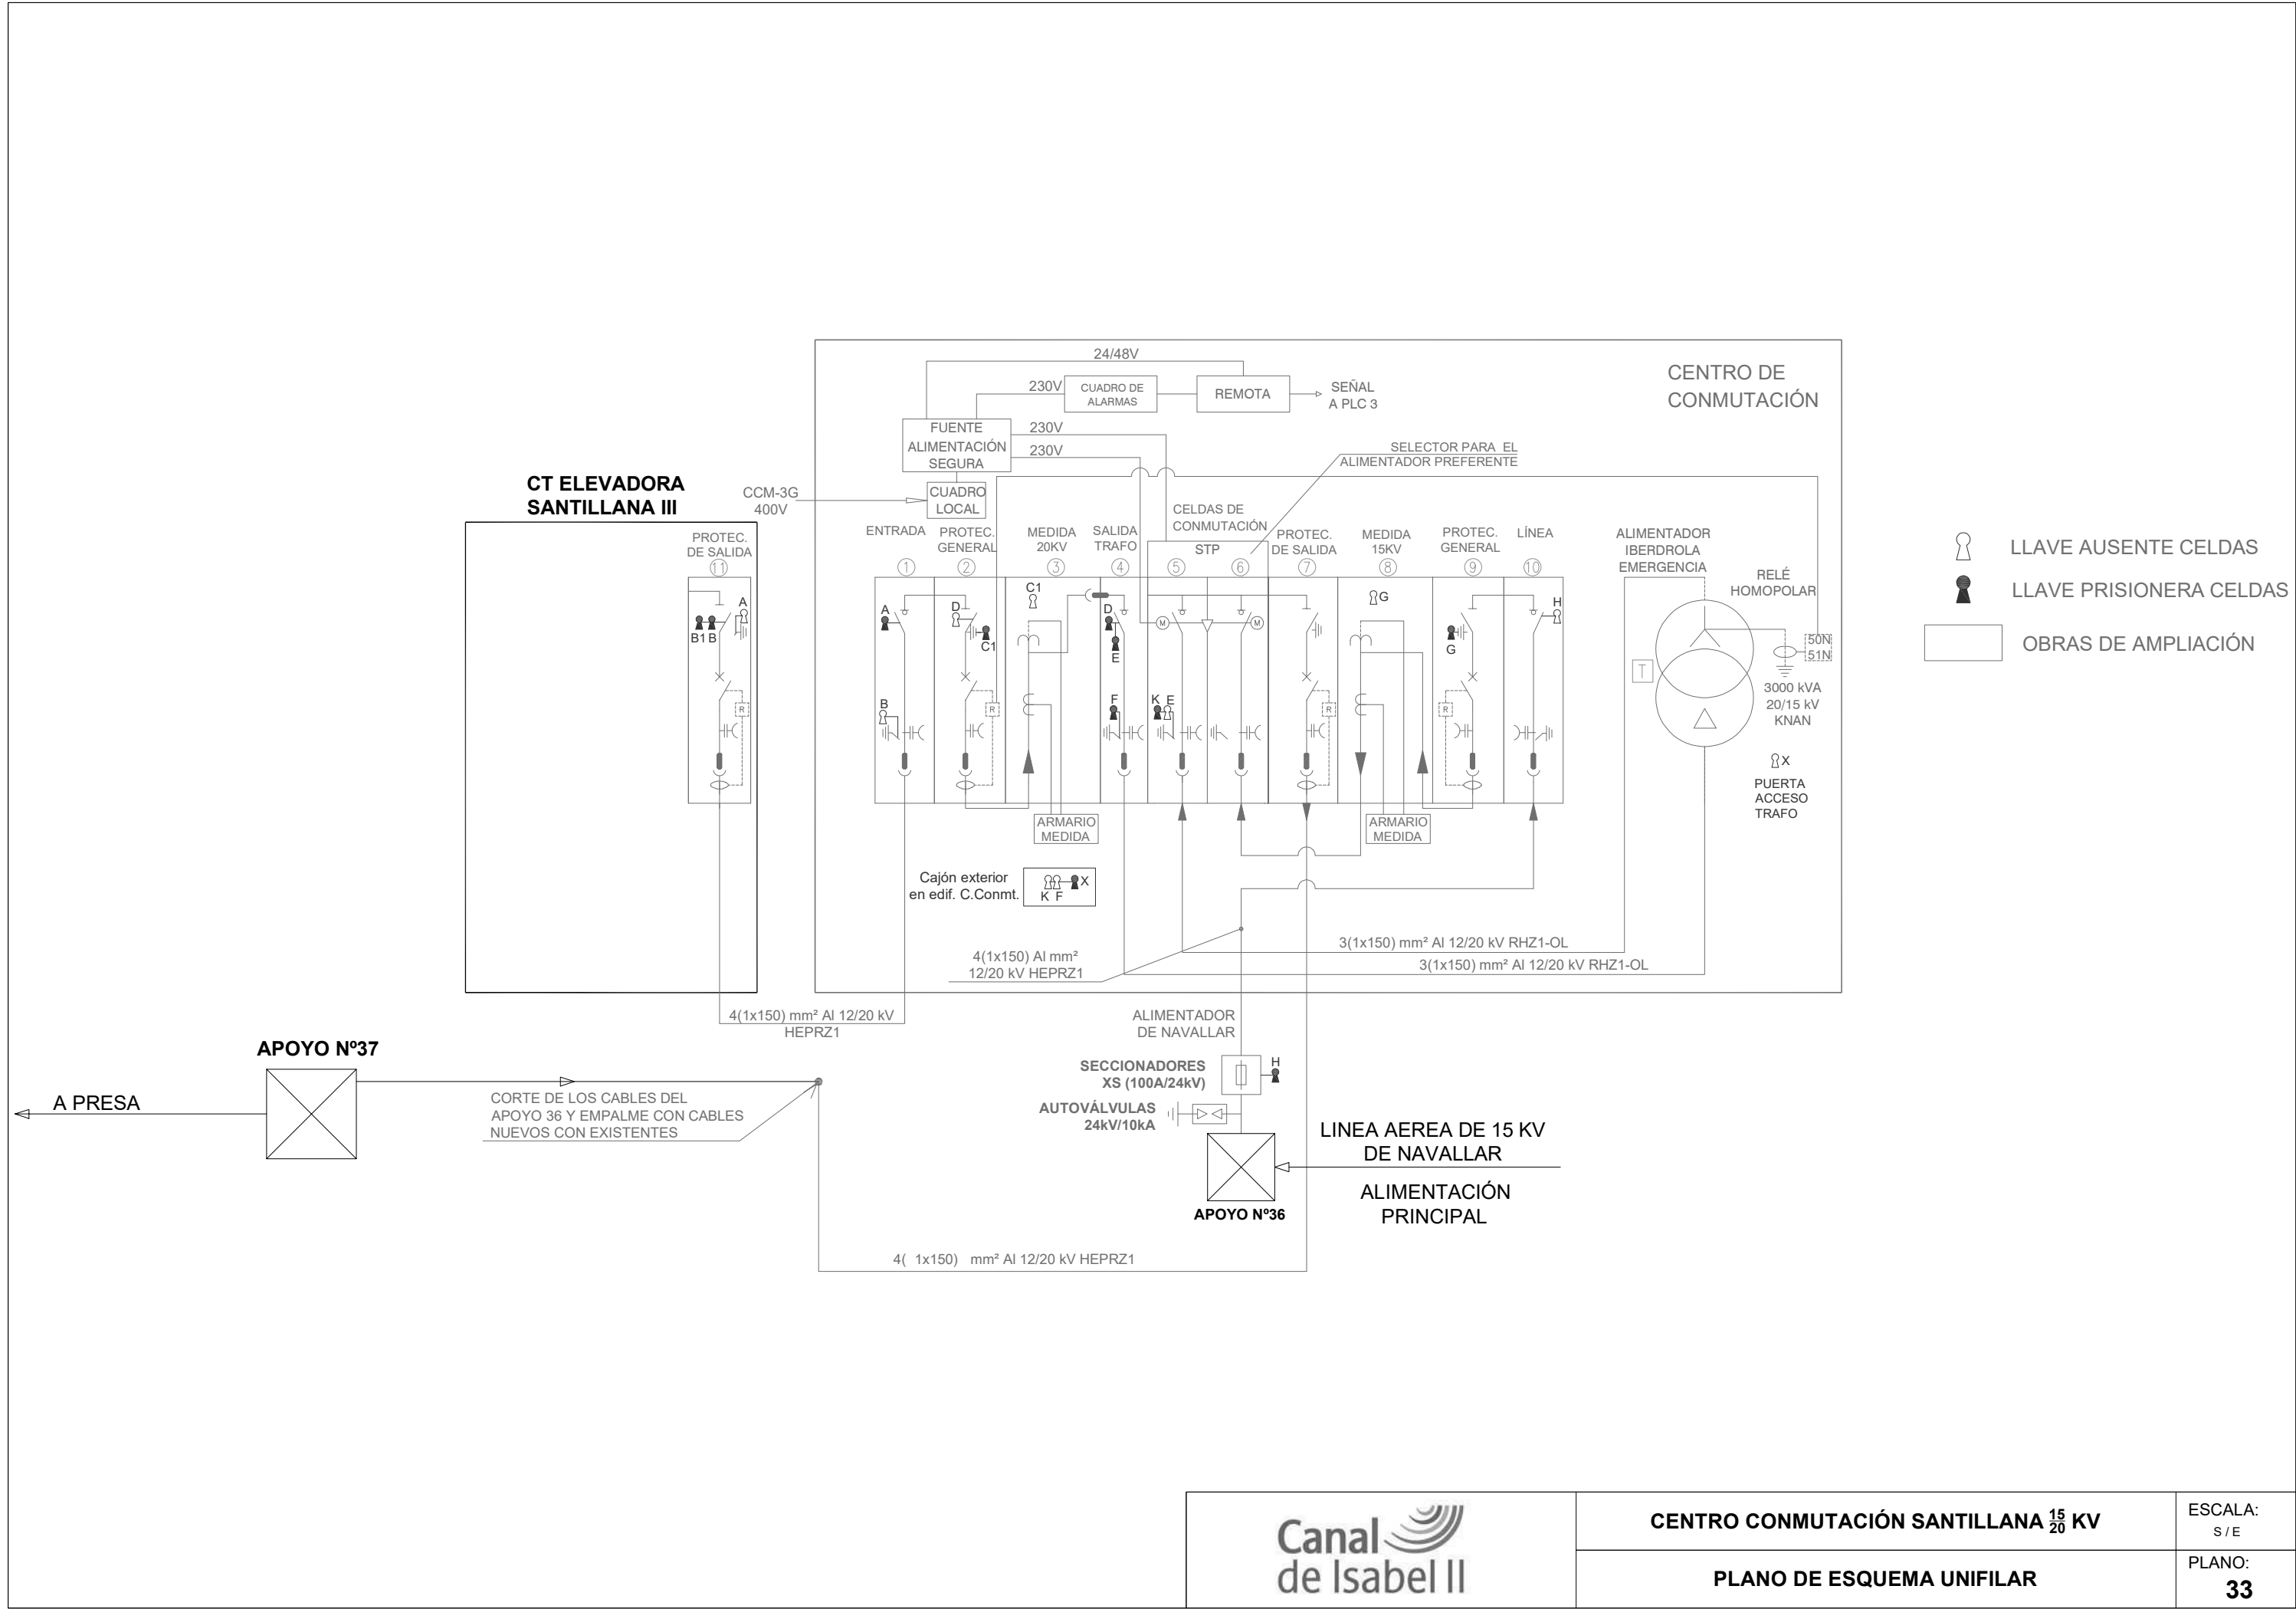 24/48V
CENTRO DE
CONMUTACIÓN
230V
CUADRO DE
ALARMAS
REMOTA
SEÑAL
A PLC 3
FUENTE
ALIMENTACIÓN
SEGURA
230V
230V
SELECTOR PARA EL
ALIMENTADOR PREFERENTE
CT ELEVADORA
SANTILLANA III
CCM-3G
400V
CUADRO
LOCAL
CELDAS DE
CONMUTACIÓN
STP
PROTEC.
DE SALIDA
11
ENTRADA
1
PROTEC.
GENERAL
2
MEDIDA
20KV
3
SALIDA
TRAFO
4
5
6
PROTEC.
DE SALIDA
7
MEDIDA
15KV
8
PROTEC.
GENERAL
9
LÍNEA
10
ALIMENTADOR
IBERDROLA
EMERGENCIA
RELÉ
HOMOPOLAR
LLAVE AUSENTE CELDAS
LLAVE PRISIONERA CELDAS
OBRAS DE AMPLIACIÓN
A
B1 B
R
A
B
D
C1
R
C1
D
E
F
M
K E
M
R
G
G
R
H
T
50N
51N
3000 kVA
20/15 kV
KNAN
X
PUERTA
ACCESO
TRAFO
ARMARIO
MEDIDA
ARMARIO
MEDIDA
Cajón exterior
en edif. C.Conmt.
X
K F
4(1x150) Al mm²
12/20 kV HEPRZ1
3(1x150) mm² Al 12/20 kV RHZ1-OL
3(1x150) mm² Al 12/20 kV RHZ1-OL
4(1x150) mm² Al 12/20 kV
HEPRZ1
ALIMENTADOR
DE NAVALLAR
APOYO Nº37
A PRESA
CORTE DE LOS CABLES DEL
APOYO 36 Y EMPALME CON CABLES
NUEVOS CON EXISTENTES
SECCIONADORES
XS (100A/24kV)
H
AUTOVÁLVULAS
24kV/10kA
LINEA AEREA DE 15 KV
DE NAVALLAR
ALIMENTACIÓN
PRINCIPAL
APOYO Nº36
4( 1x150) mm² Al 12/20 kV HEPRZ1
Canal
de Isabel II
CENTRO CONMUTACIÓN SANTILLANA 15/20 KV
PLANO DE ESQUEMA UNIFILAR
ESCALA:
S / E
PLANO:
33